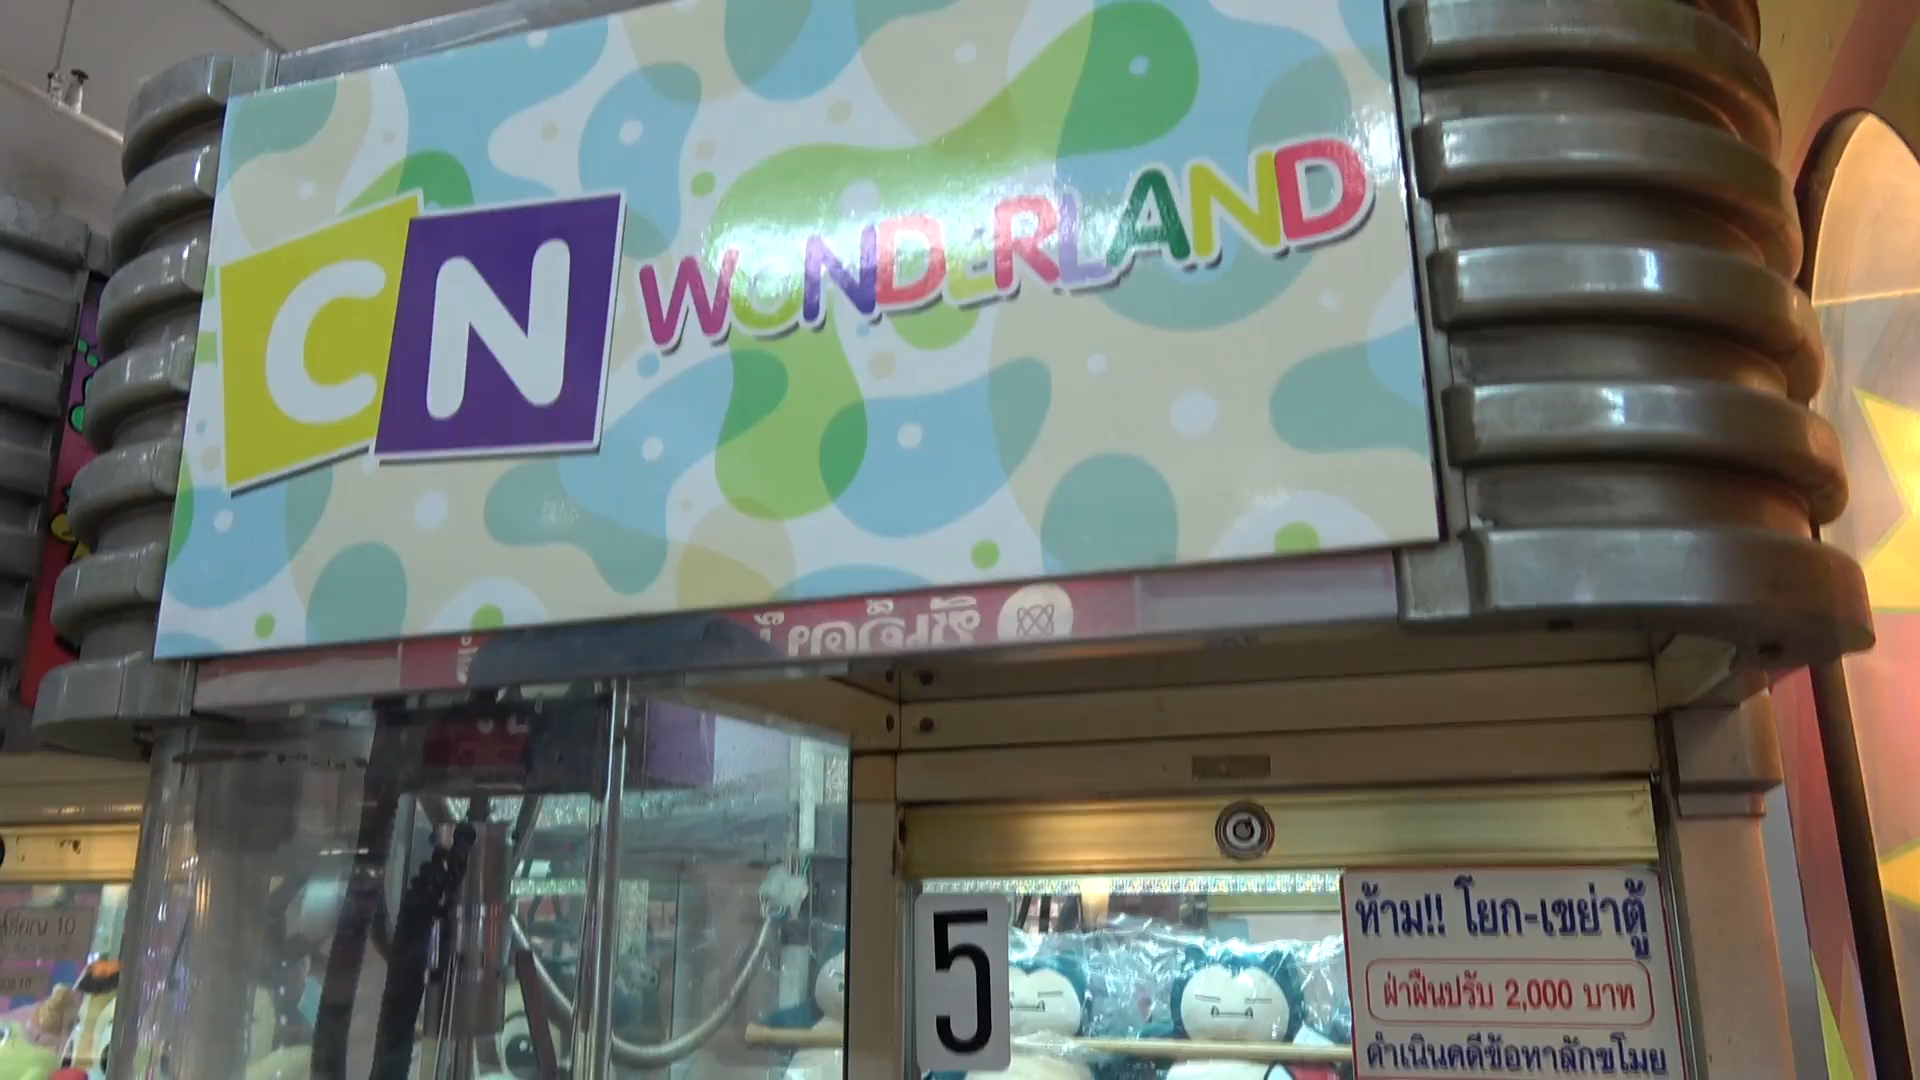 CN WONDERLAND
5
ห้าม!! โยก-เขย่าตู้
ฝ่าฝืนปรับ 2,000 บาท
ดำเนินคดีข้อหาลักขโมย
10